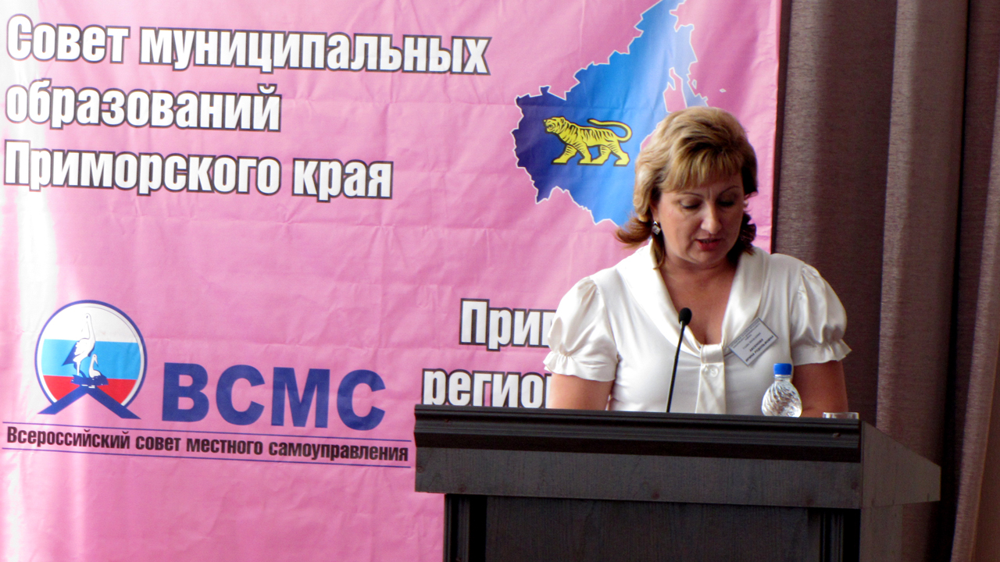 Совет муниципальных
образований
Приморского края
ВСМС
Всероссийский совет местного самоуправления